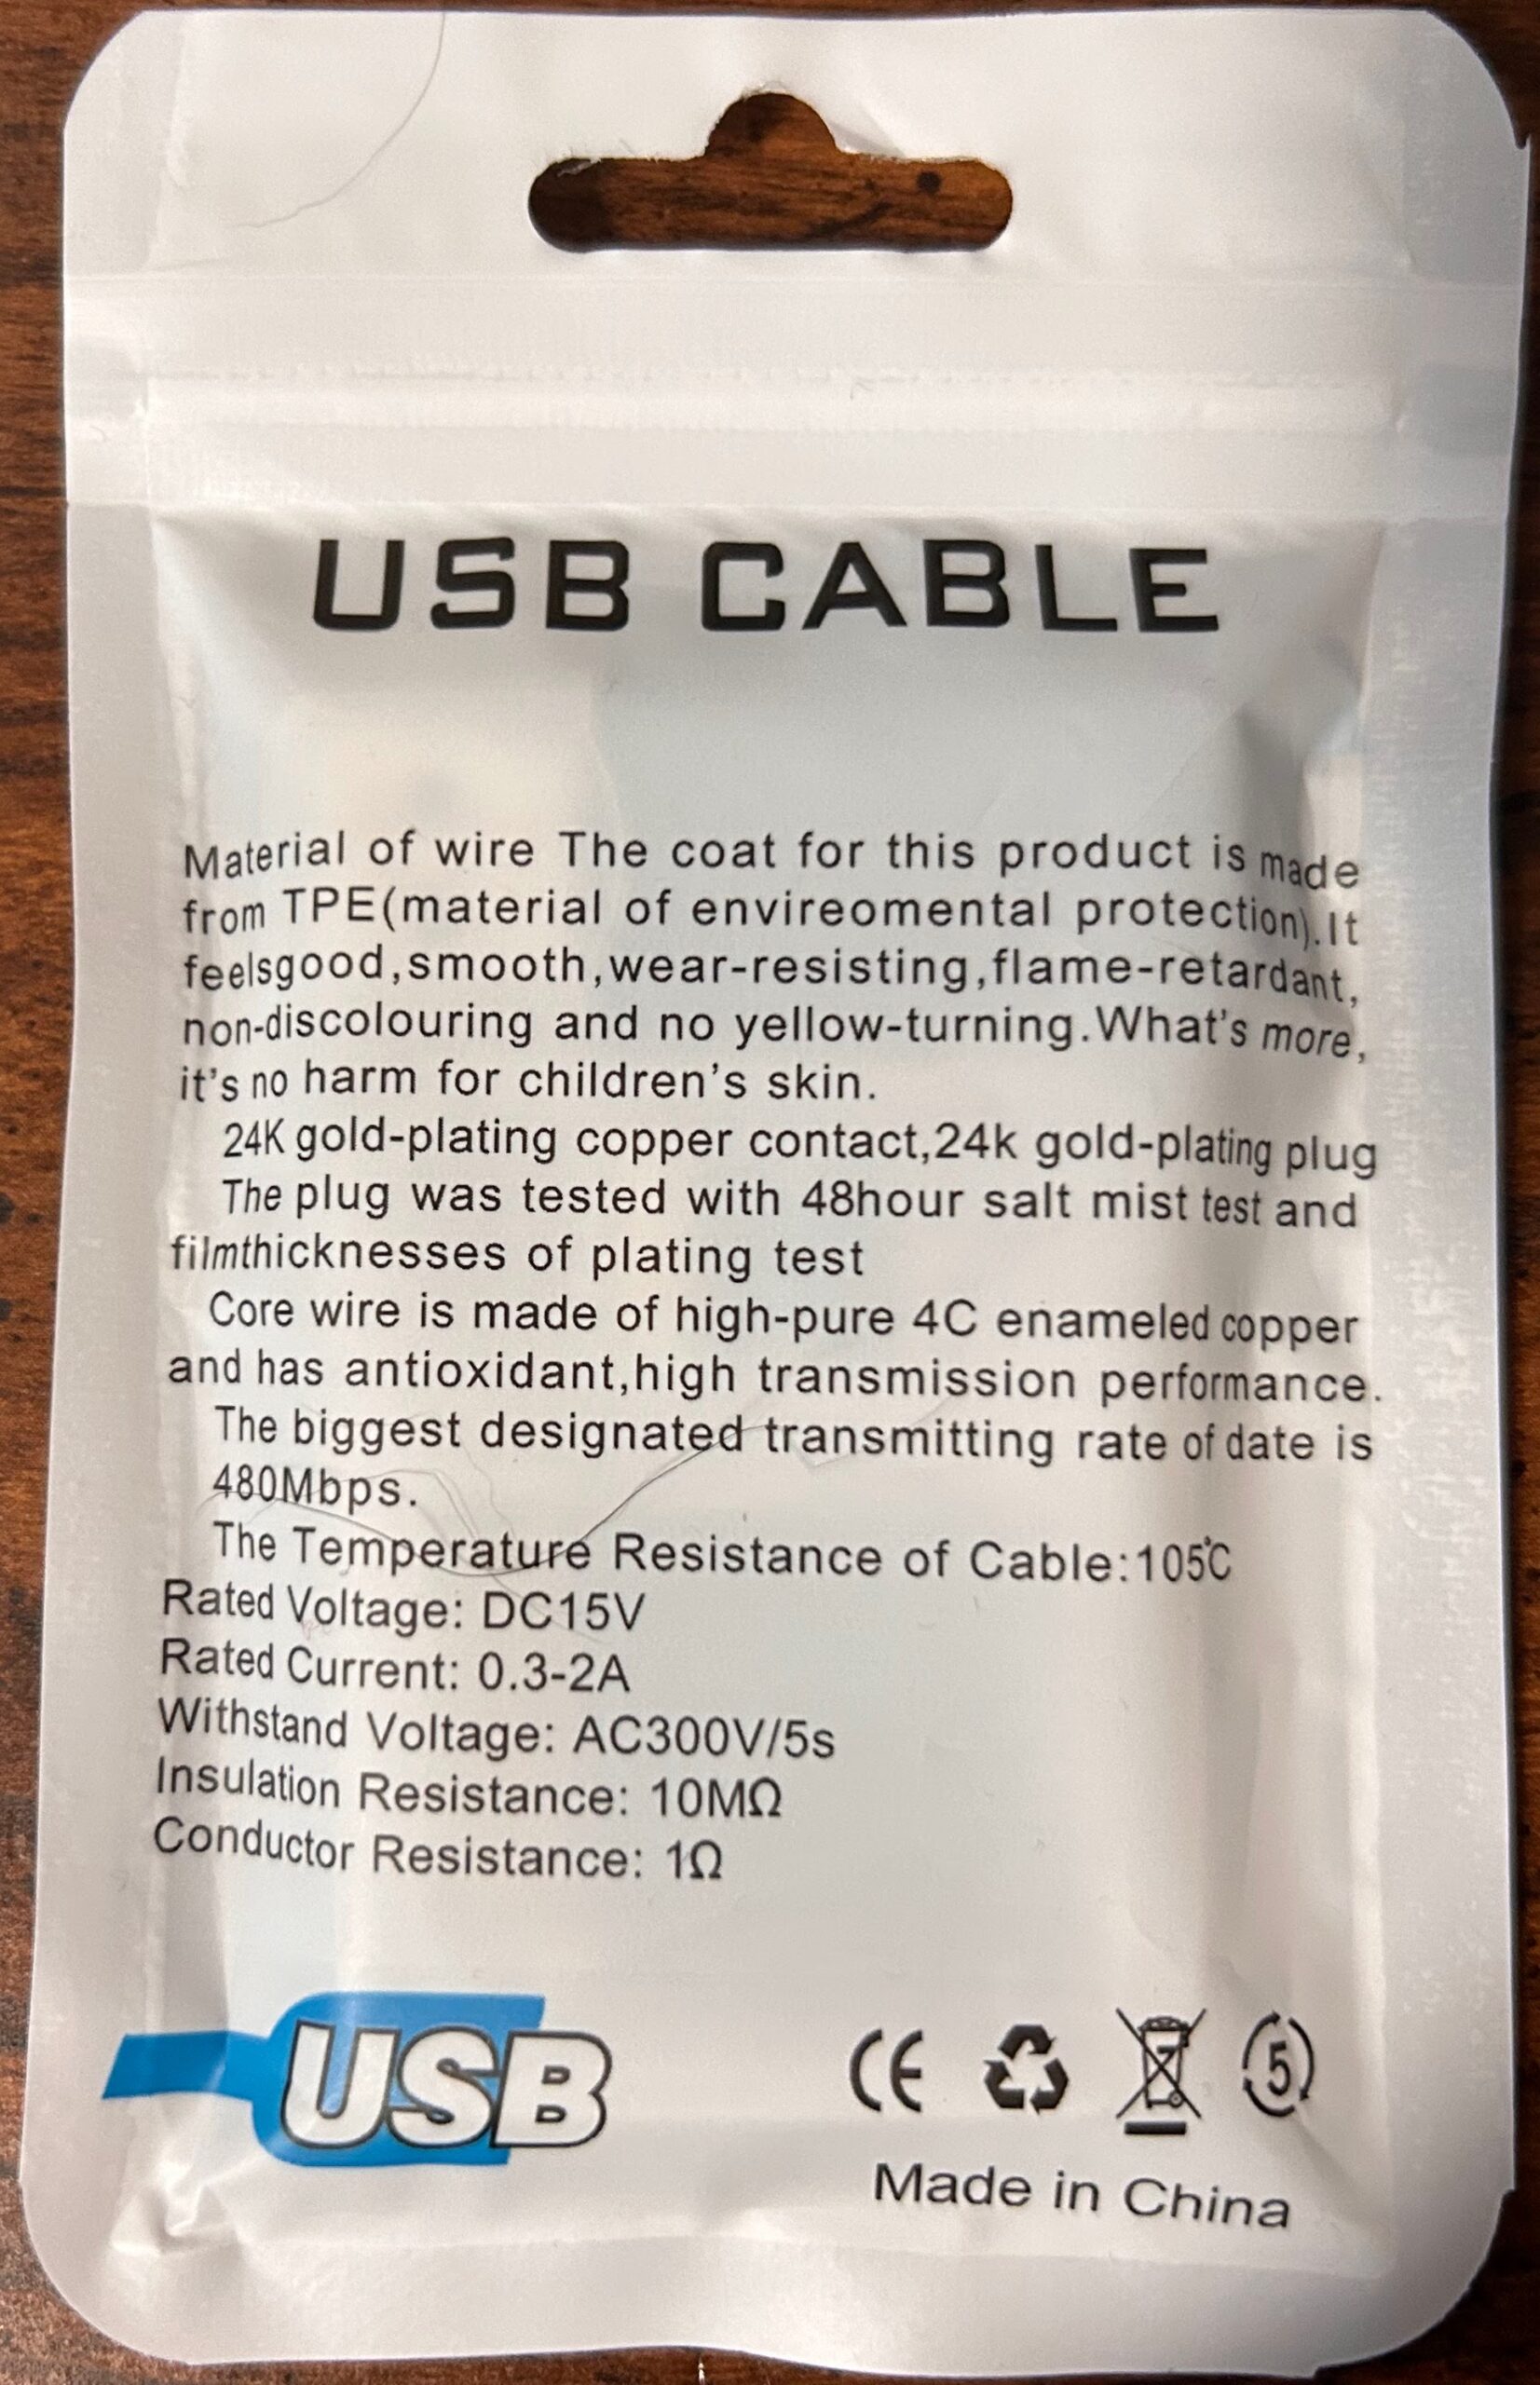 USB CABLE
Material of wire The coat for this product is made
from TPE(material of envireomental protection).It
feelsgood,smooth,wear-resisting,flame-retardant,
non-discolouring and no yellow-turning.What's more,
it's no harm for children's skin.
24K gold-plating copper contact,24k gold-plating plug
The plug was tested with 48hour salt mist test and
filmthicknesses of plating test
Core wire is made of high-pure 4C enameled copper
and has antioxidant,high transmission performance.
The biggest designated transmitting rate of date is
480Mbps.
The Temperature Resistance of Cable:105℃
Rated Voltage: DC15V
Rated Current: 0.3-2A
Withstand Voltage: AC300V/5s
Insulation Resistance: 10MΩ
Conductor Resistance: 1Ω
USB
CE 5
Made in China